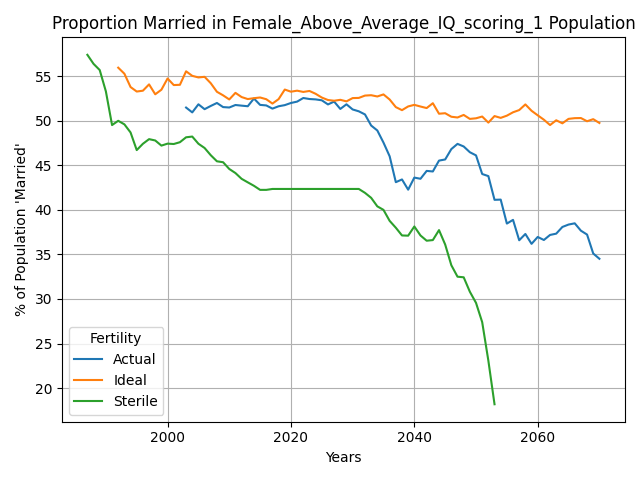 Proportion Married in Female_Above_Average_IQ_scoring_1 Population
% of Population 'Married'
55
50
45
40
35
30
25
20
Fertility
Actual
Ideal
Sterile
2000 2020 2040 2060
Years